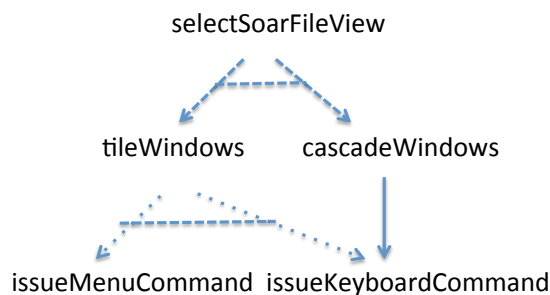 selectSoarFileView
tileWindows cascadeWindows
issueMenuCommand issueKeyboardCommand